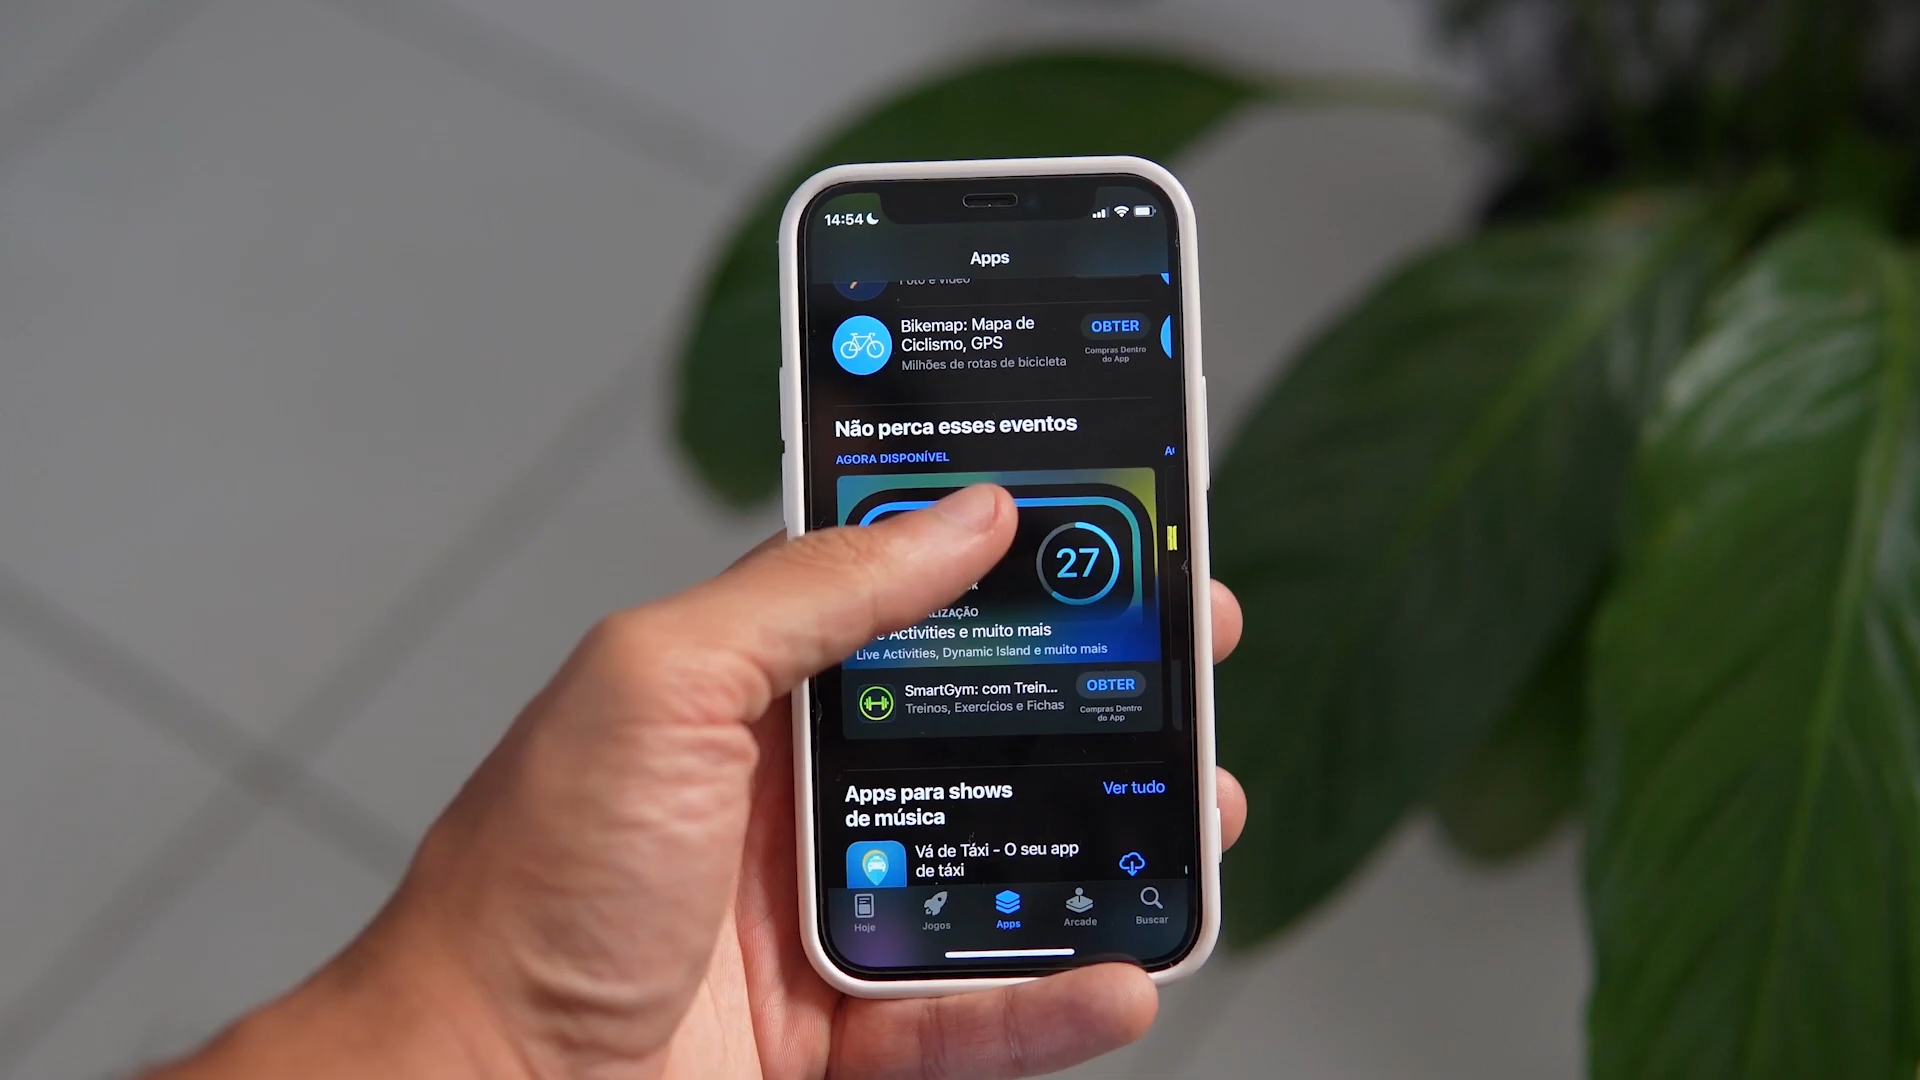 14:54
Apps
Foto e vídeo
Bikemap: Mapa de
Ciclismo, GPS
Milhões de rotas de bicicleta
OBTER
Compras Dentro
do App
Não perca esses eventos
AGORA DISPONÍVEL
27
Activities e muito mais
Live Activities, Dynamic Island e muito mais
SmartGym: com Trein...
Treinos, Exercícios e Fichas
OBTER
Compras Dentro
do App
Apps para shows
de música
Ver tudo
Vá de Táxi - O seu app
de táxi
Hoje
Jogos
Apps
Arcade
Buscar